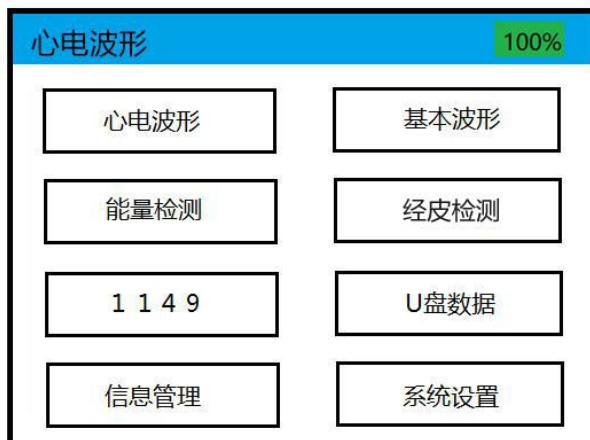 心电波形 100%
心电波形 基本波形
能量检测 经皮检测
1 1 4 9 U盘数据
信息管理 系统设置